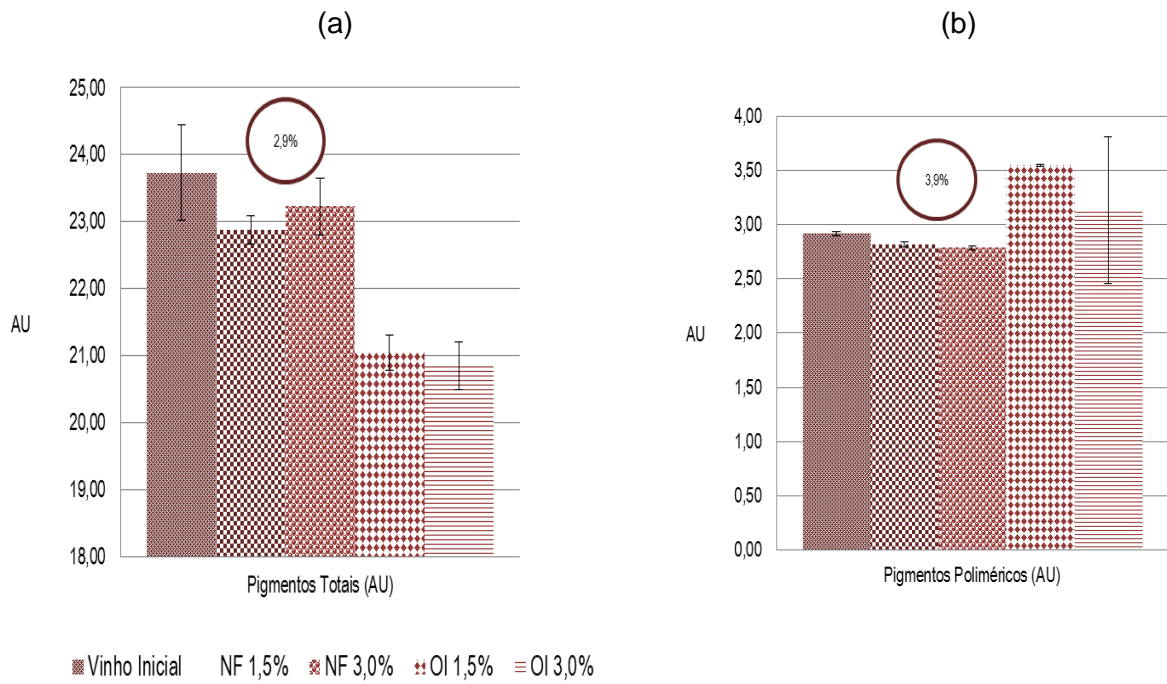 (a)
25,00
24,00
23,00
22,00
21,00
20,00
19,00
18,00
AU
2,9%
Pigmentos Totais (AU)
(b)
4,00
3,50
3,00
2,50
2,00
1,50
1,00
0,50
0,00
AU
3,9%
Pigmentos Poliméricos (AU)
Vinho Inicial NF 1,5% NF 3,0% OI 1,5% OI 3,0%